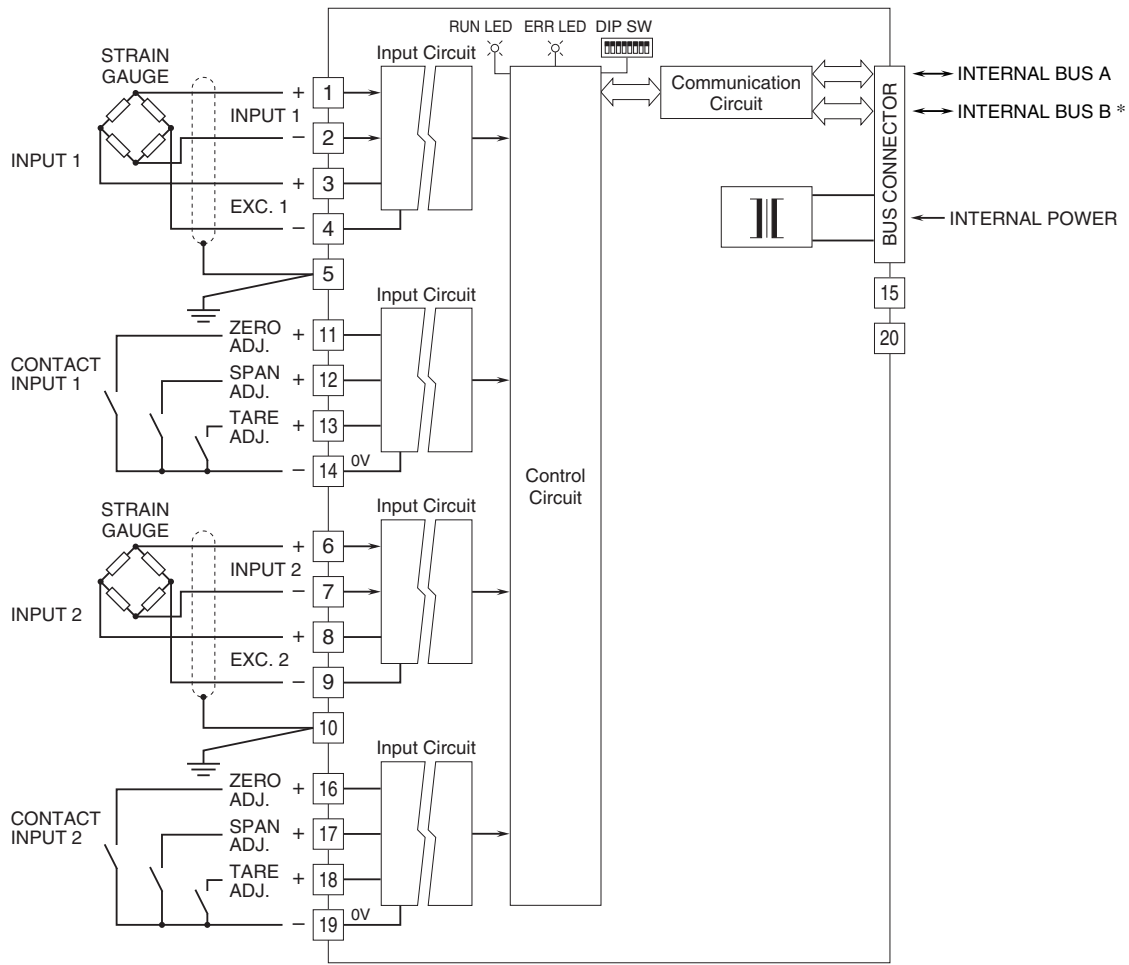 RUN LED ERR LED DIP SW
STRAIN
GAUGE
Input Circuit
+ 1
INPUT 1
− 2
INPUT 1
+ 3
EXC. 1
− 4
5
Communication
Circuit
BUS CONNECTOR
INTERNAL BUS A
INTERNAL BUS B *
INTERNAL POWER
15
20
Input Circuit
CONTACT
INPUT 1
ZERO
ADJ.
+ 11
SPAN
ADJ.
+ 12
TARE
ADJ.
+ 13
− 14 0V
Control
Circuit
STRAIN
GAUGE
Input Circuit
+ 6
INPUT 2
− 7
INPUT 2
+ 8
EXC. 2
− 9
10
Input Circuit
CONTACT
INPUT 2
ZERO
ADJ.
+ 16
SPAN
ADJ.
+ 17
TARE
ADJ.
+ 18
− 19 0V